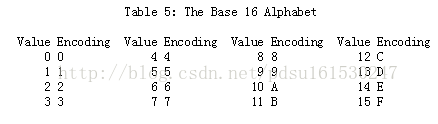 Table 5: The Base 16 Alphabet
Value Encoding Value Encoding Value Encoding Value Encoding
0 0 4 4 8 8 12 C
1 1 5 5 9 9 13 D
2 2 6 6 10 A 14 E
3 3 7 7 11 B 15 F